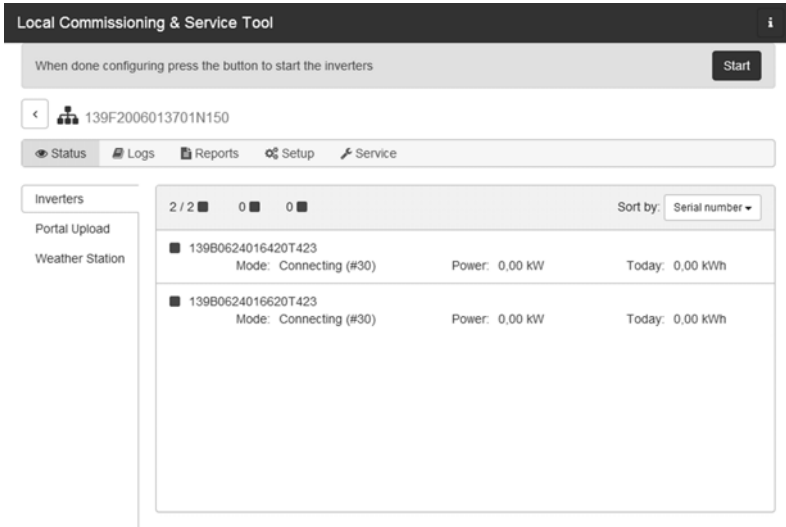 Local Commissioning & Service Tool
i
When done configuring press the button to start the inverters
Start
139F2006013701N150
Status Logs Reports Setup Service
Inverters
Portal Upload
Weather Station
2 / 2 0 0 Sort by: Serial number
139B0624016420T423
Mode: Connecting (#30) Power: 0,00 kW Today: 0,00 kWh
139B0624016620T423
Mode: Connecting (#30) Power: 0,00 kW Today: 0,00 kWh